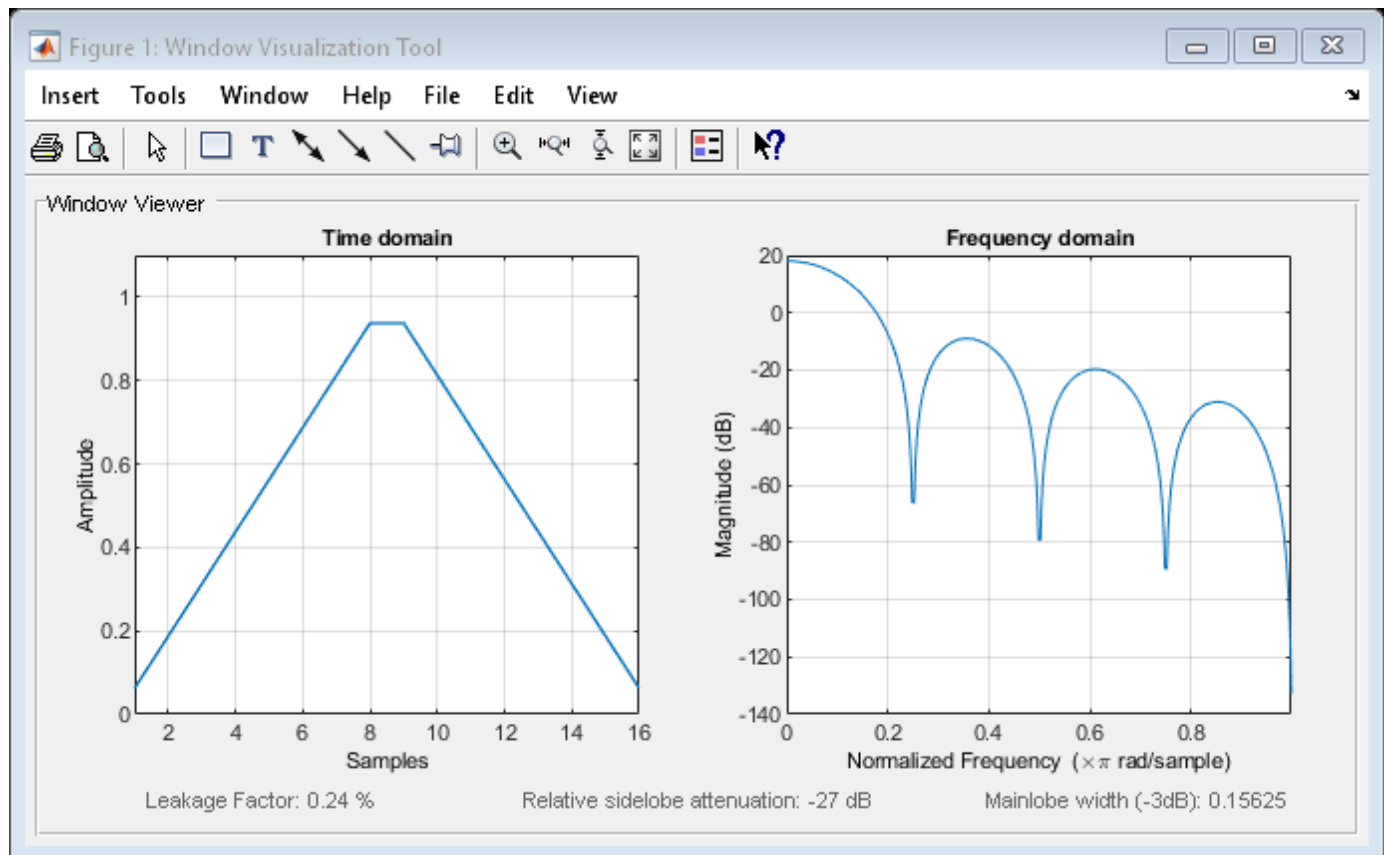 Figure 1: Window Visualization Tool
Insert Tools Window Help File Edit View
T
?
Window Viewer
Time domain
1
0.8
0.6
0.4
0.2
0
Amplitude
2 4 6 8 10 12 14 16
Samples
Frequency domain
20
0
-20
-40
-60
-80
-100
-120
-140
Magnitude (dB)
0 0.2 0.4 0.6 0.8
Normalized Frequency (×π rad/sample)
Leakage Factor: 0.24 % Relative sidelobe attenuation: -27 dB Mainlobe width (-3dB): 0.15625